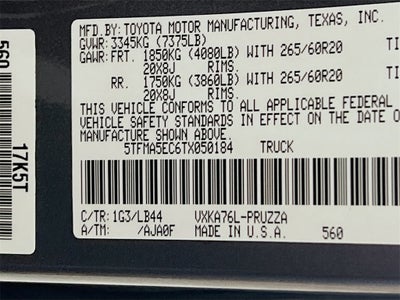 MFD.BY: TOYOTA MOTOR MANUFACTURING, TEXAS, INC.
GVWR: 3345KG (7375LB)
GAWR: FRT. 1850KG (4080LB) WITH 265/60R20 TI
20X8J RIMS.
RR. 1750KG (3860LB) WITH 265/60R20 TI
20X8J RIMS.
THIS VEHICLE CONFORMS TO ALL APPLICABLE FEDERAL
VEHICLE SAFETY STANDARDS IN EFFECT ON THE DATE O
MANUFACTURE SHOWN ABOVE.
5TFMA5EC6TX050184 TRUCK
C/TR: 1G3/LB44 VXKA76L-PRUZZA
A/TM: /AJA0F MADE IN U.S.A. 560
560
17K5T